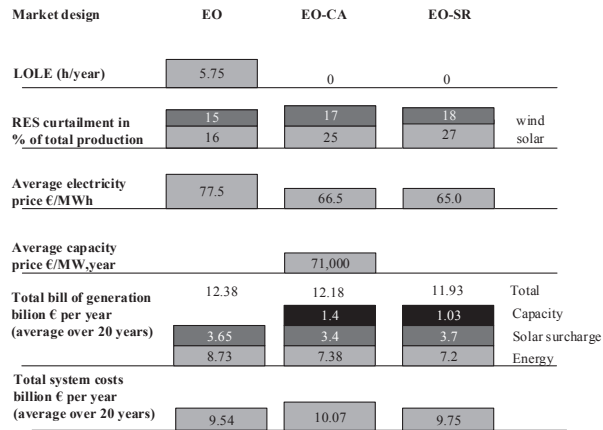 Market design EO EO-CA EO-SR
LOLE (h/year) 5.75 0 0
RES curtailment in 15 17 18 wind
% of total production 16 25 27 solar
Average electricity
price €/MWh 77.5 66.5 65.0
Average capacity
price €/MW,year 71,000
Total bill of generation 12.38 12.18 11.93 Total
bilion € per year 1.4 1.03 Capacity
(average over 20 years) 3.65 3.4 3.7 Solar surcharge
8.73 7.38 7.2 Energy
Total system costs
billion € per year
(average over 20 years) 9.54 10.07 9.75